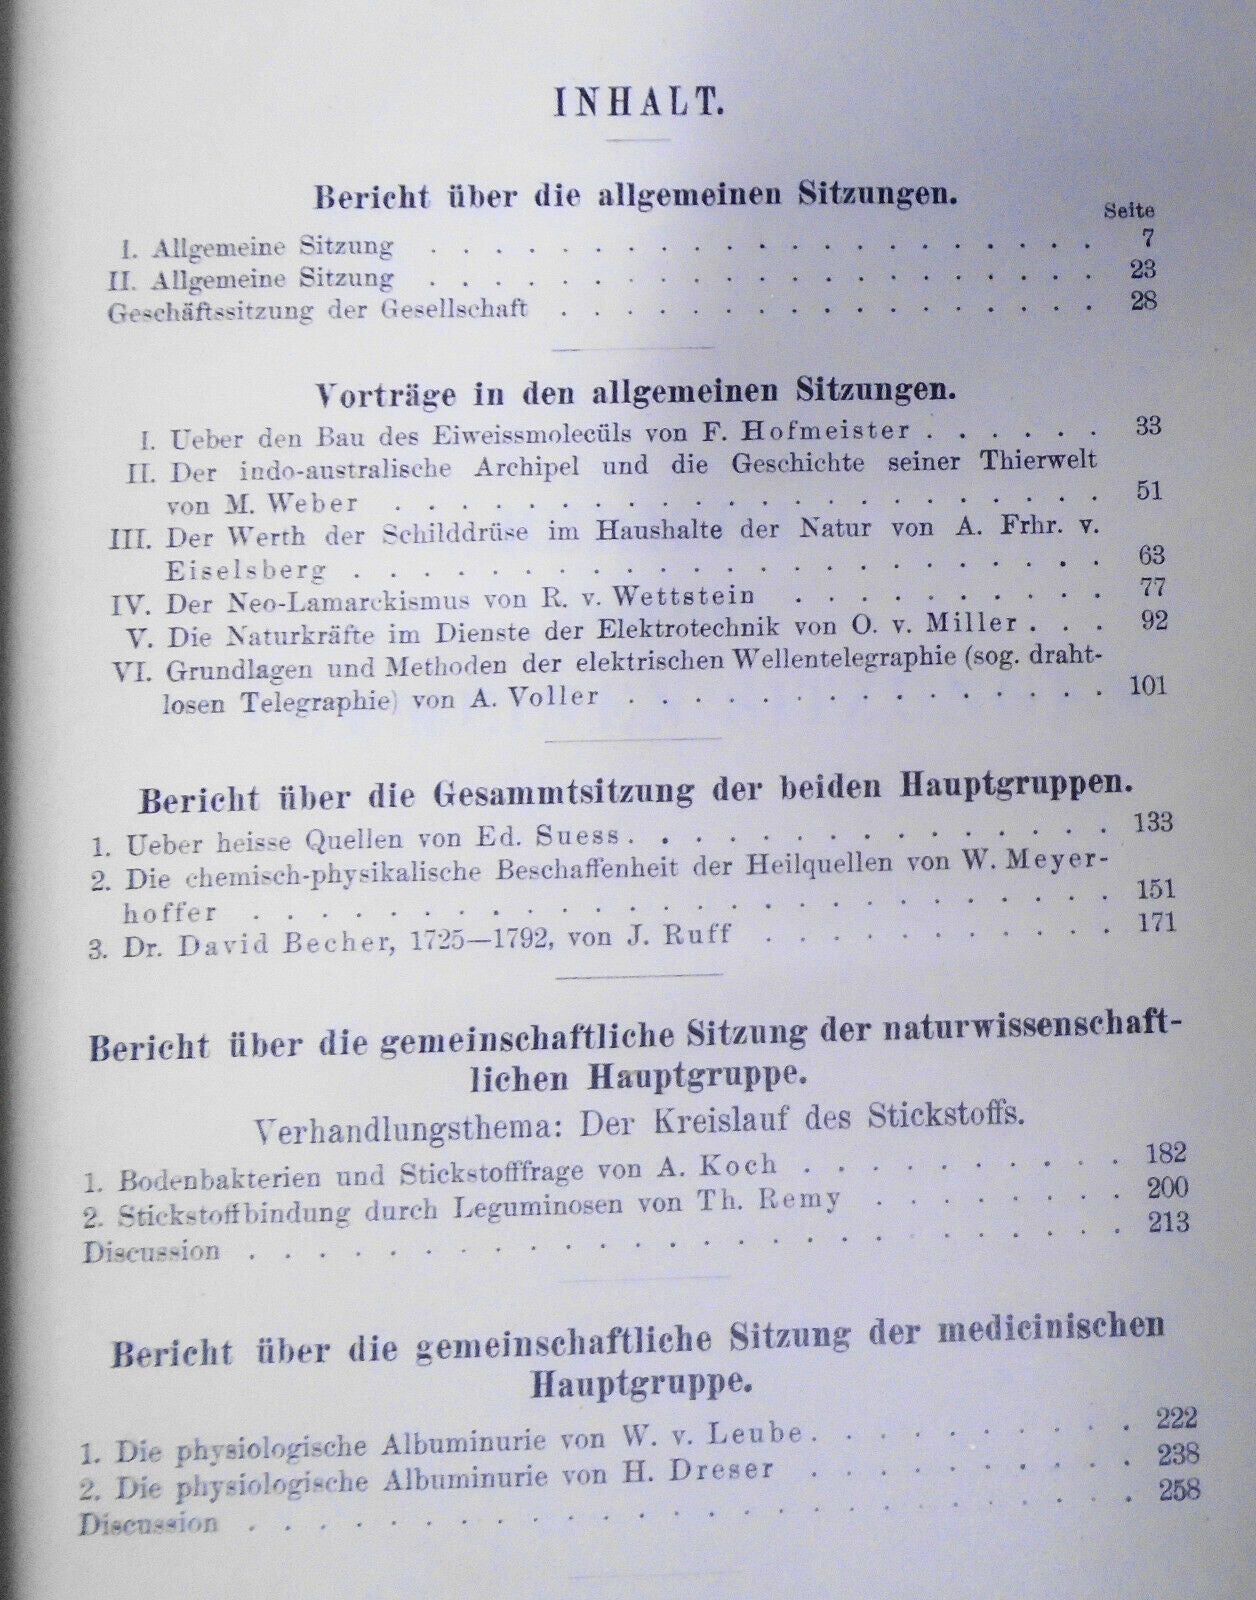 INHALT.
Bericht über die allgemeinen Sitzungen.
Seite
I. Allgemeine Sitzung . . . . . . . . . . . . . . . . . . . 7
II. Allgemeine Sitzung . . . . . . . . . . . . . . . . . . . 23
Geschäftssitzung der Gesellschaft . . . . . . . . . . . . . . . 28
Vorträge in den allgemeinen Sitzungen.
I. Ueber den Bau des Eiweissmolecüls von F. Hofmeister . . . . . . 33
II. Der indo-australische Archipel und die Geschichte seiner Thierwelt
von M. Weber . . . . . . . . . . . . . . . . . . . . 51
III. Der Werth der Schilddrüse im Haushalte der Natur von A. Frhr. v.
Eiselsberg . . . . . . . . . . . . . . . . . . . . . . 63
IV. Der Neo-Lamarckismus von R. v. Wettstein . . . . . . . . . . 77
V. Die Naturkräfte im Dienste der Elektrotechnik von O. v. Miller . . . 92
VI. Grundlagen und Methoden der elektrischen Wellentelegraphie (sog. draht-
losen Telegraphie) von A. Voller . . . . . . . . . . . . . . 101
Bericht über die Gesammtsitzung der beiden Hauptgruppen.
1. Ueber heisse Quellen von Ed. Suess . . . . . . . . . . . . . . 133
2. Die chemisch-physikalische Beschaffenheit der Heilquellen von W. Meyer-
hoffer . . . . . . . . . . . . . . . . . . . . . . . . 151
3. Dr. David Becher, 1725—1792, von J. Ruff . . . . . . . . . . . 171
Bericht über die gemeinschaftliche Sitzung der naturwissenschaft-
lichen Hauptgruppe.
Verhandlungsthema: Der Kreislauf des Stickstoffs.
1. Bodenbakterien und Stickstofffrage von A. Koch . . . . . . . . . . 182
2. Stickstoffbindung durch Leguminosen von Th. Remy . . . . . . . . 200
Discussion . . . . . . . . . . . . . . . . . . . . . . . . 213
Bericht über die gemeinschaftliche Sitzung der medicinischen
Hauptgruppe.
1. Die physiologische Albuminurie von W. v. Leube . . . . . . . . . . 222
2. Die physiologische Albuminurie von H. Dreser . . . . . . . . . . 238
Discussion . . . . . . . . . . . . . . . . . . . . . . . . 258